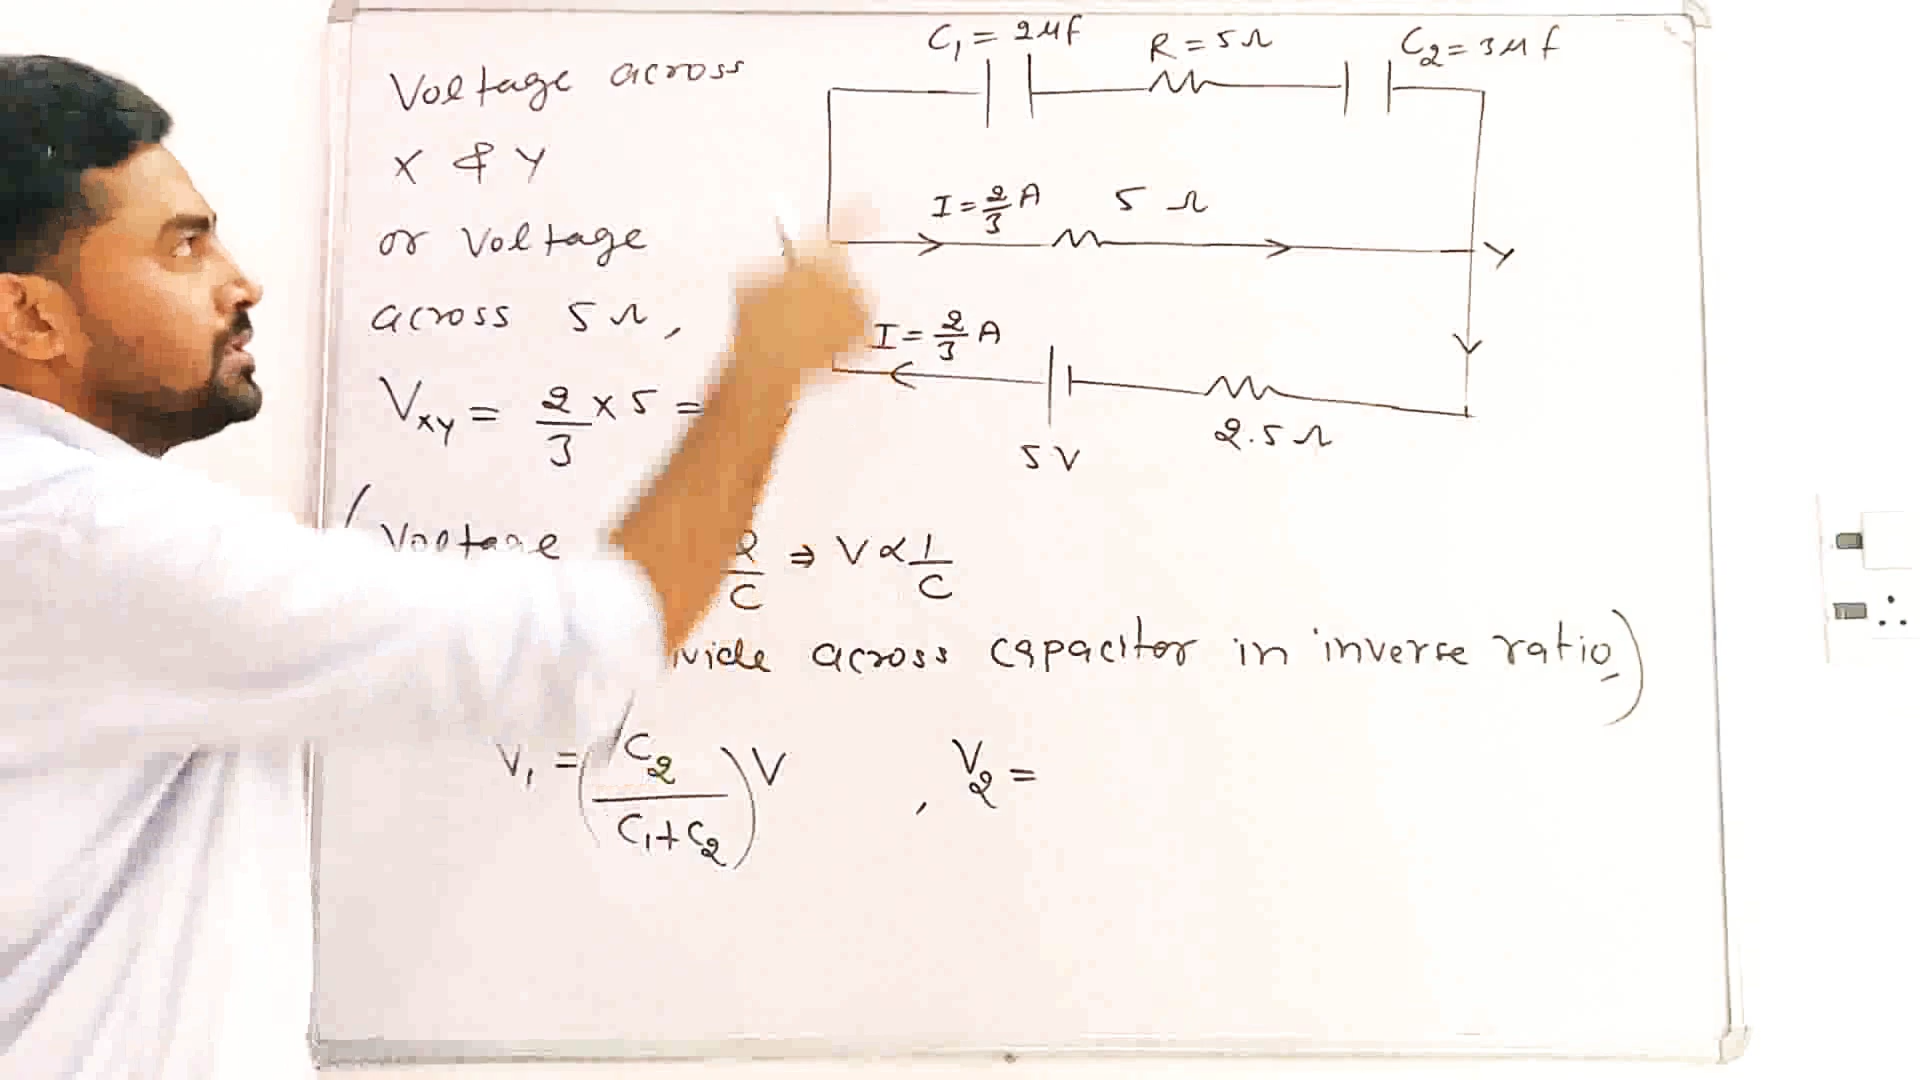 Voltage across
X & Y
or Voltage
across 5Ω,
Vxy = 2/3 × 5 =
C1 = 2μf
R = 5Ω
C2 = 3μf
I = 2/3 A
5 Ω
Y
I = 2/3 A
5V
2.5Ω
(Voltage
/C ⇒ V ∝ 1/C
across capacitor in inverse ratio)
V1 = (C2/(C1+C2)) V , V2 =